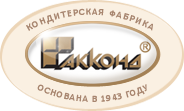 КОНДИТЕРСКАЯ ФАБРИКА
АККОНД®
ОСНОВАНА В 1943 ГОДУ